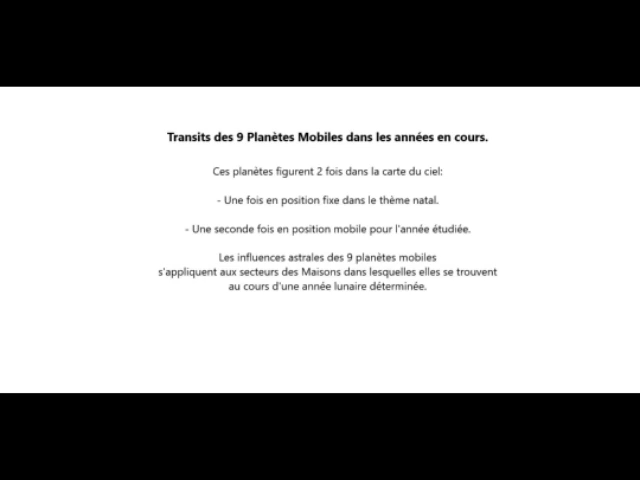 Transits des 9 Planètes Mobiles dans les années en cours.
Ces planètes figurent 2 fois dans la carte du ciel:
- Une fois en position fixe dans le thème natal.
- Une seconde fois en position mobile pour l'année étudiée.
Les influences astrales des 9 planètes mobiles
s'appliquent aux secteurs des Maisons dans lesquelles elles se trouvent
au cours d'une année lunaire déterminée.